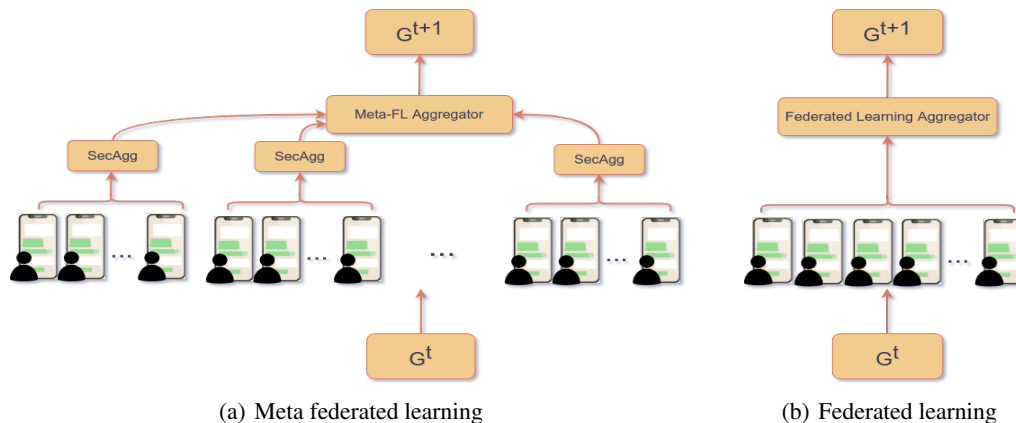 G^{t+1}
Meta-FL Aggregator
SecAgg
SecAgg
SecAgg
...
...
...
...
G^t
(a) Meta federated learning
G^{t+1}
Federated Learning Aggregator
...
G^t
(b) Federated learning